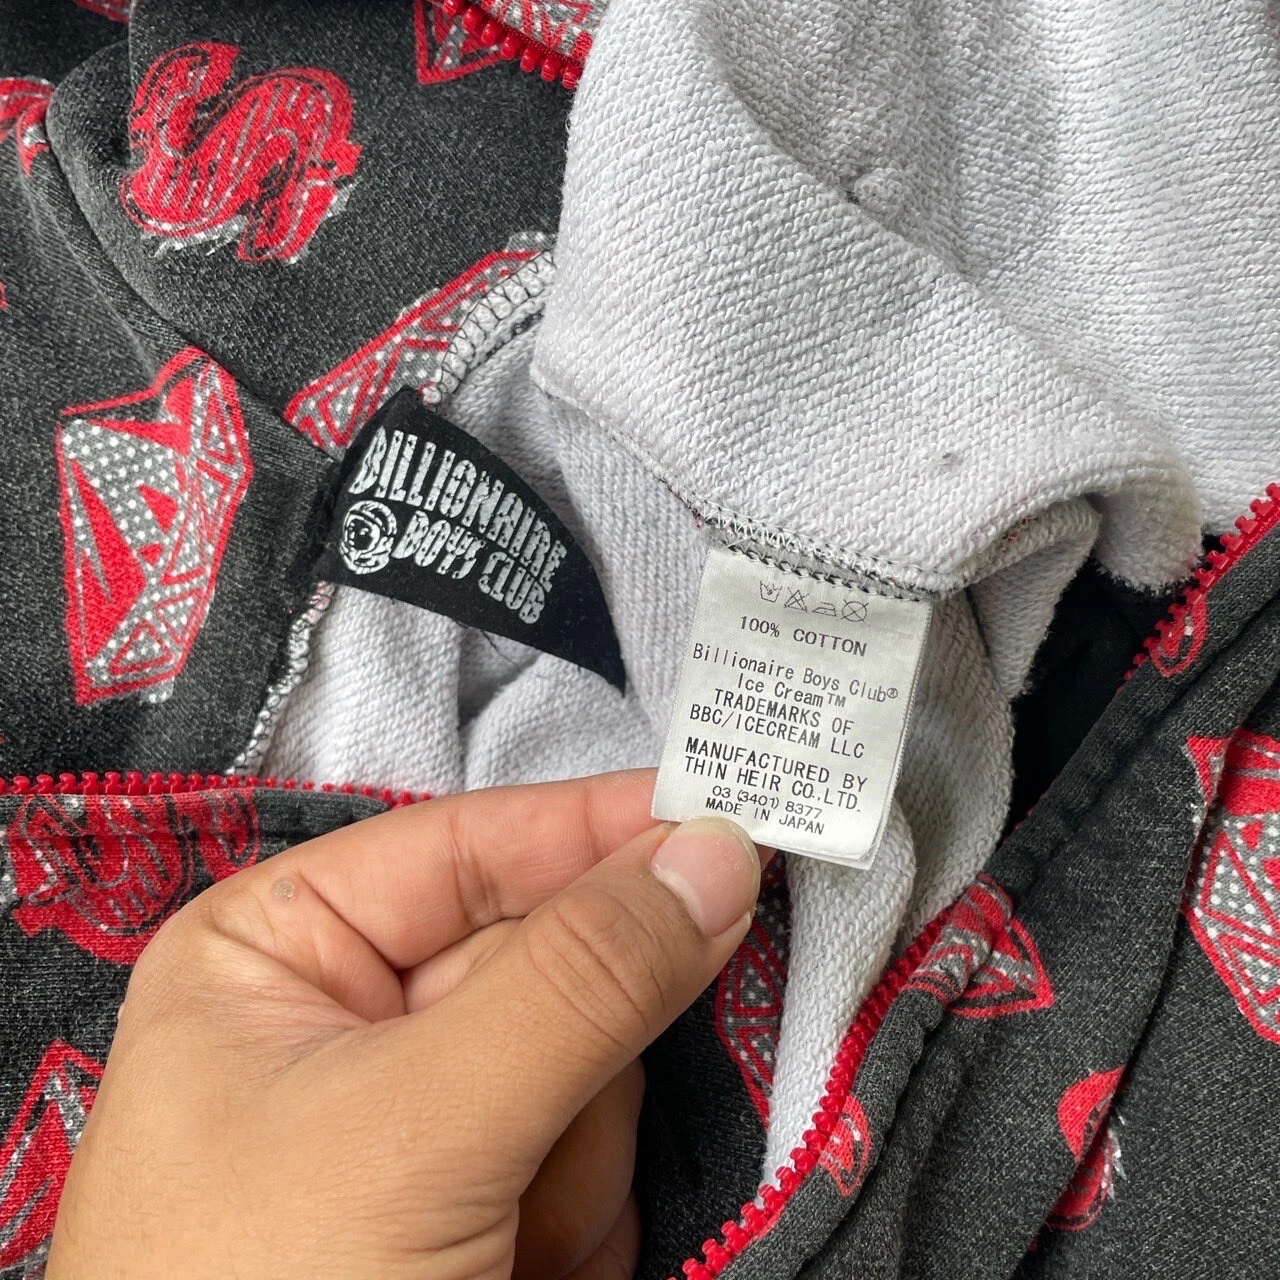 BILLIONAIRE
BOYS CLUB
100% COTTON
Billionaire Boys Club®
Ice Cream™
TRADEMARKS OF
BBC/ICECREAM LLC
MANUFACTURED BY
THIN HEIR CO.,LTD.
03 (3401) 8377
MADE IN JAPAN